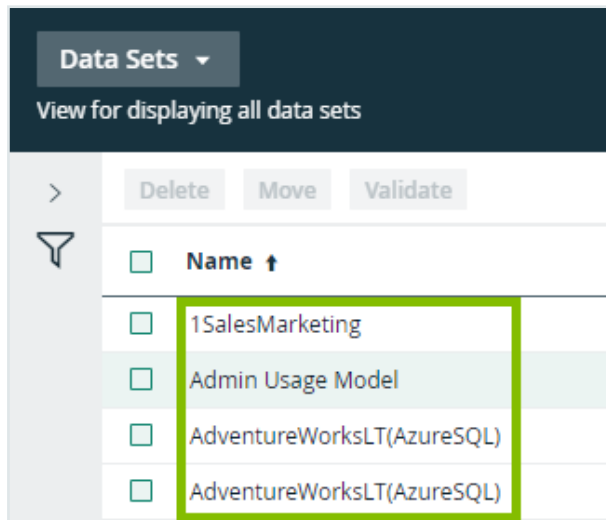 Data Sets
View for displaying all data sets
Delete Move Validate
Name
1SalesMarketing
Admin Usage Model
AdventureWorksLT(AzureSQL)
AdventureWorksLT(AzureSQL)